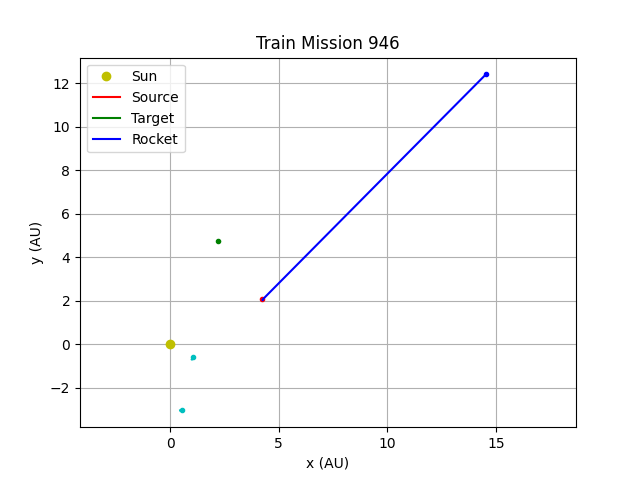 Train Mission 946
Sun
Source
Target
Rocket
12
10
8
6
4
2
0
−2
y (AU)
0 5 10 15
x (AU)